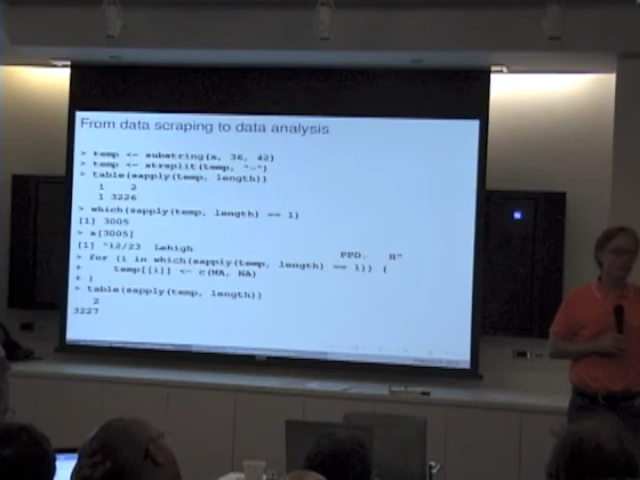 From data scraping to data analysis
> temp <- substring(x, 36, 42)
> temp <- strsplit(temp, "-")
> table(sapply(temp, length))
1 2
1 3226
> which(sapply(temp, length) == 1)
[1] 3005
> x[3005]
[1] "12/23 Lehigh PPD. H"
> for (i in which(sapply(temp, length) == 1)) {
+ temp[[i]] <- c(NA, NA)
+ }
> table(sapply(temp, length))
2
3227